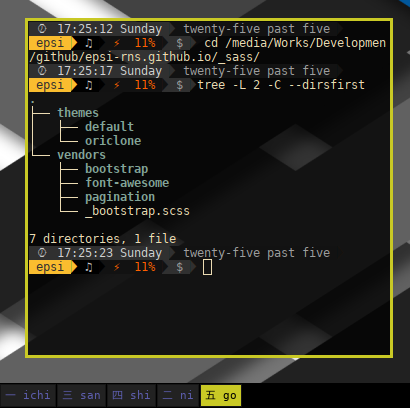 17:25:12 Sunday twenty-five past five
epsi ♫ ⚡ 11% $ cd /media/Works/Developmen
/github/epsi-rns.github.io/_sass/
17:25:17 Sunday twenty-five past five
epsi ♫ ⚡ 11% $ tree -L 2 -C --dirsfirst
.
├── themes
│   ├── default
│   └── oriclone
└── vendors
    ├── bootstrap
    ├── font-awesome
    ├── pagination
    └── _bootstrap.scss
7 directories, 1 file
17:25:23 Sunday twenty-five past five
epsi ♫ ⚡ 11% $
一 ichi 三 san 四 shi 二 ni 五 go